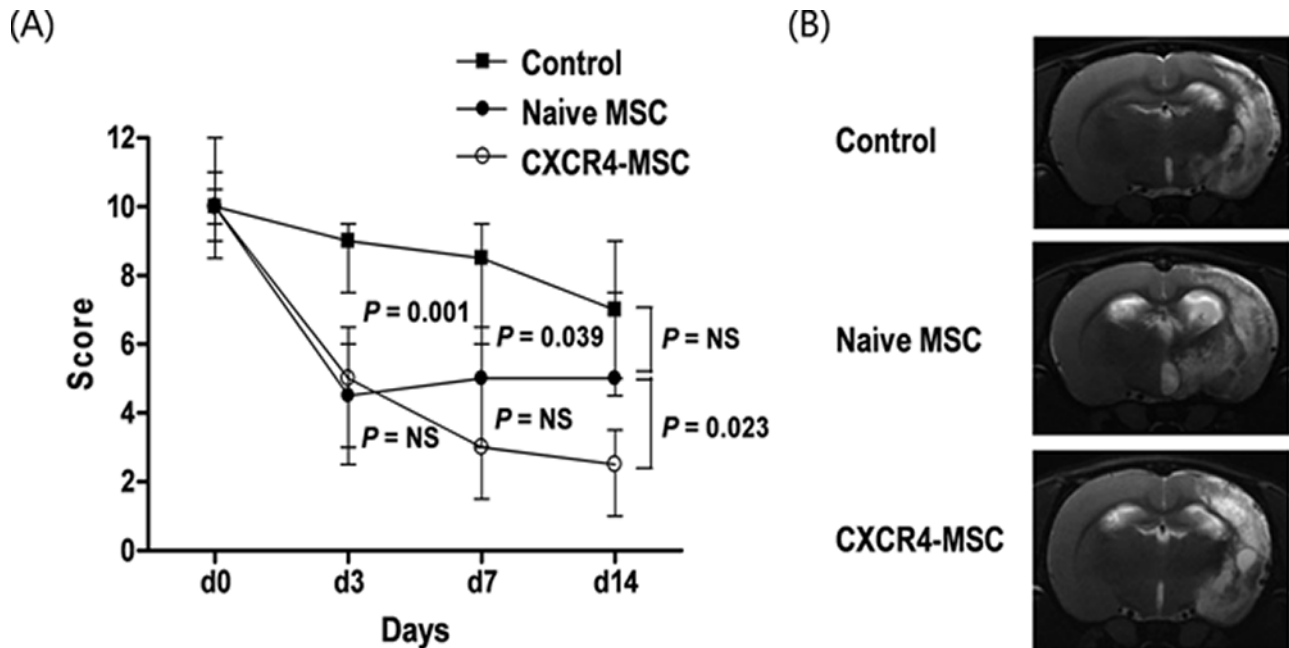 (A)
Control
Naive MSC
CXCR4-MSC
12
10
8
6
4
2
0
Score
P = 0.001
P = 0.039
P = NS
P = NS
P = NS
P = 0.023
d0 d3 d7 d14
Days
(B)
Control
Naive MSC
CXCR4-MSC